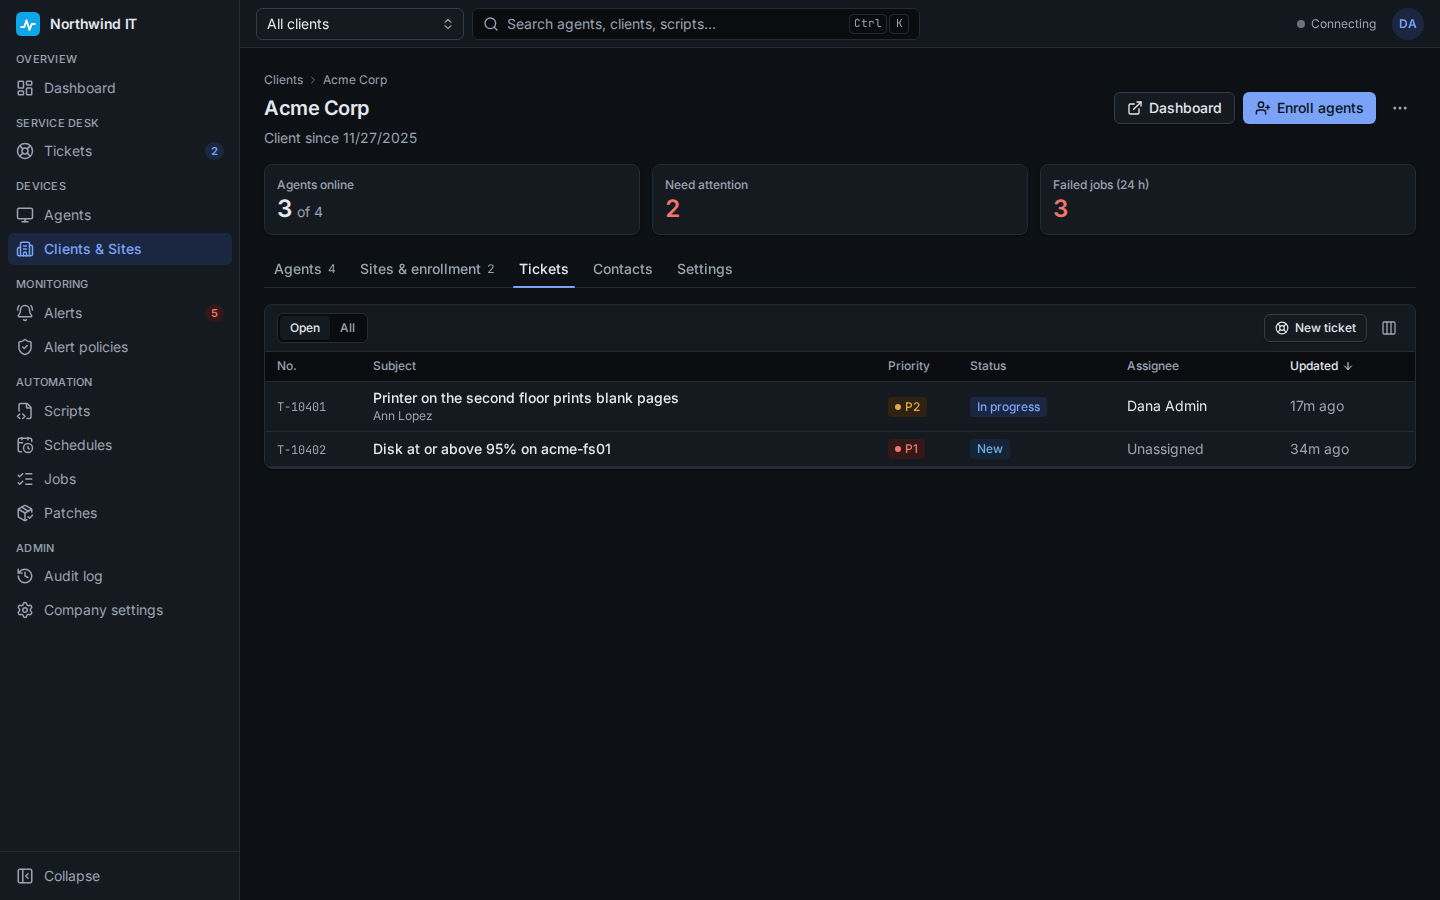 Northwind IT
All clients
Search agents, clients, scripts...
Ctrl K
Connecting
DA
OVERVIEW
Dashboard
SERVICE DESK
Tickets 2
DEVICES
Agents
Clients & Sites
MONITORING
Alerts 5
Alert policies
AUTOMATION
Scripts
Schedules
Jobs
Patches
ADMIN
Audit log
Company settings
Collapse
Clients Acme Corp
Acme Corp
Client since 11/27/2025
Dashboard
Enroll agents
Agents online
3 of 4
Need attention
2
Failed jobs (24 h)
3
Agents 4 Sites & enrollment 2 Tickets Contacts Settings
Open All
New ticket
No. Subject Priority Status Assignee Updated
T-10401 Printer on the second floor prints blank pages P2 In progress Dana Admin 17m ago
Ann Lopez
T-10402 Disk at or above 95% on acme-fs01 P1 New Unassigned 34m ago